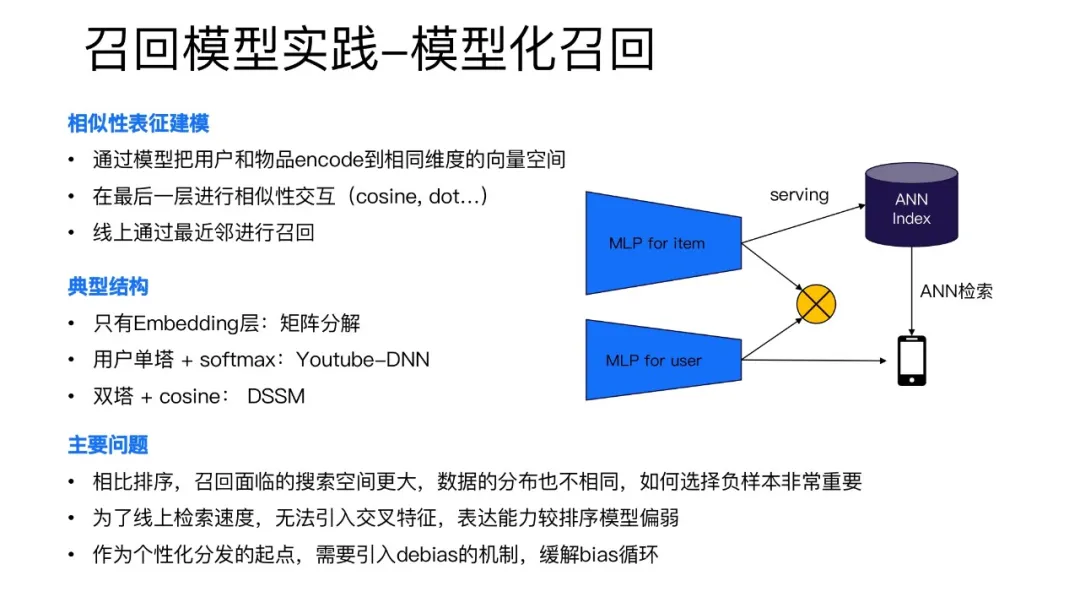 召回模型实践-模型化召回
相似性表征建模
• 通过模型把用户和物品encode到相同维度的向量空间
• 在最后一层进行相似性交互（cosine, dot...）
• 线上通过最近邻进行召回
典型结构
• 只有Embedding层：矩阵分解
• 用户单塔 + softmax：Youtube-DNN
• 双塔 + cosine： DSSM
MLP for item
serving
ANN
Index
ANN检索
MLP for user
主要问题
• 相比排序，召回面临的搜索空间更大，数据的分布也不相同，如何选择负样本非常重要
• 为了线上检索速度，无法引入交叉特征，表达能力较排序模型偏弱
• 作为个性化分发的起点，需要引入debias的机制，缓解bias循环